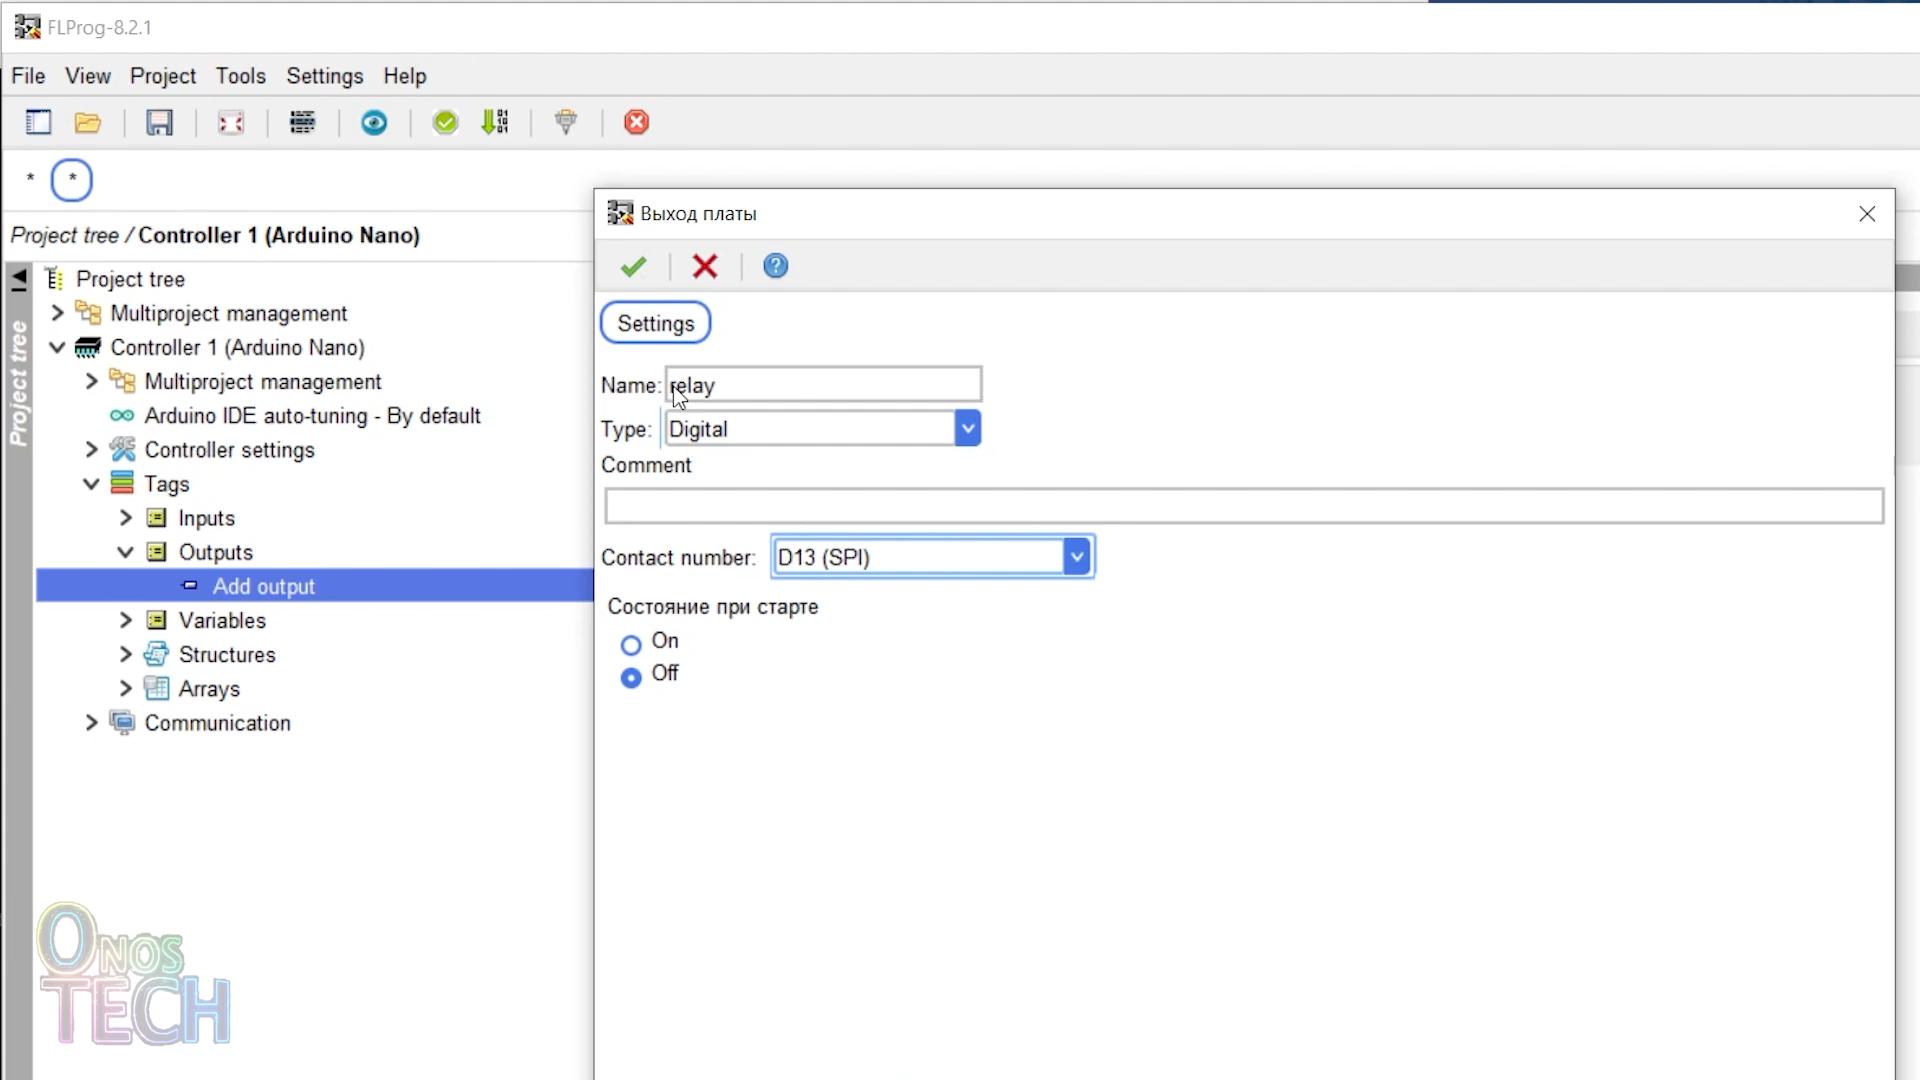 FLProg-8.2.1
File View Project Tools Settings Help
* *
Project tree / Controller 1 (Arduino Nano)
Project tree
Project tree
Multiproject management
Controller 1 (Arduino Nano)
Multiproject management
Arduino IDE auto-tuning - By default
Controller settings
Tags
Inputs
Outputs
Add output
Variables
Structures
Arrays
Communication
Выход платы
Settings
Name: relay
Type: Digital
Comment
Contact number: D13 (SPI)
Состояние при старте
On
Off
ONOS
TECH